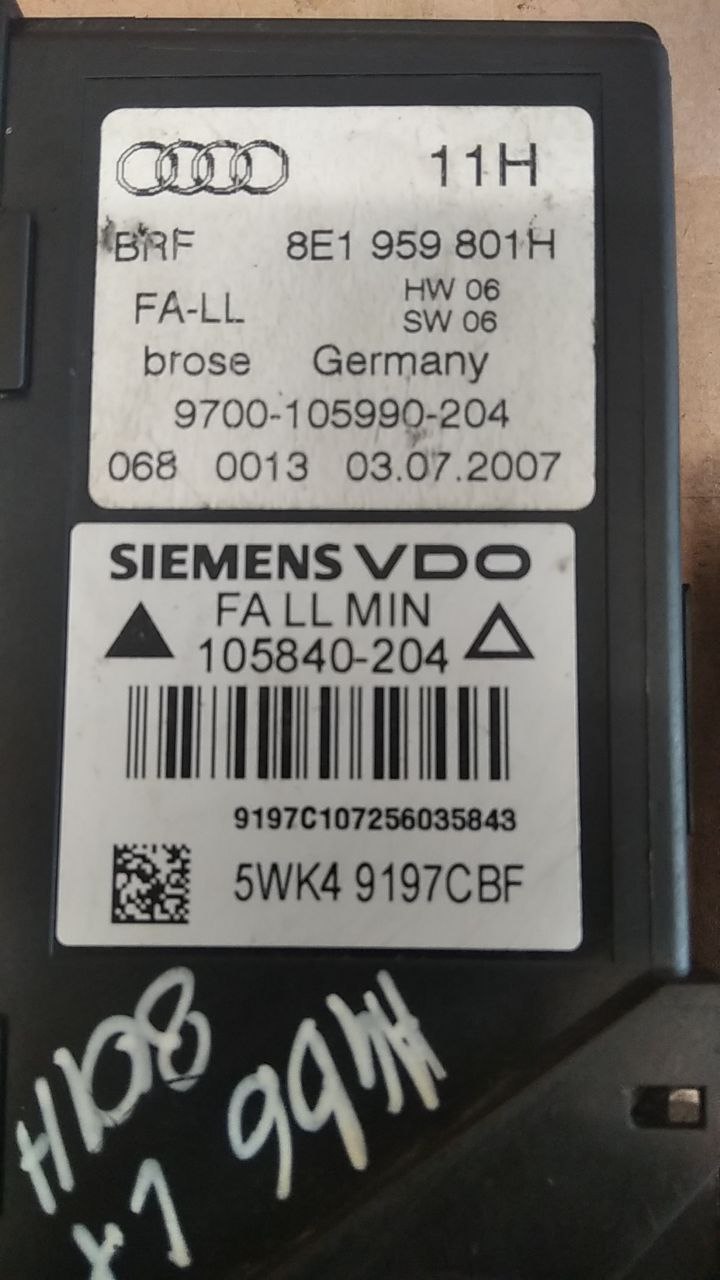 11H
BRF 8E1 959 801H
FA-LL HW 06
SW 06
brose Germany
9700-105990-204
068 0013 03.07.2007
SIEMENS VDO
FA LL MIN
105840-204
9197C107256035843
5WK4 9197CBF